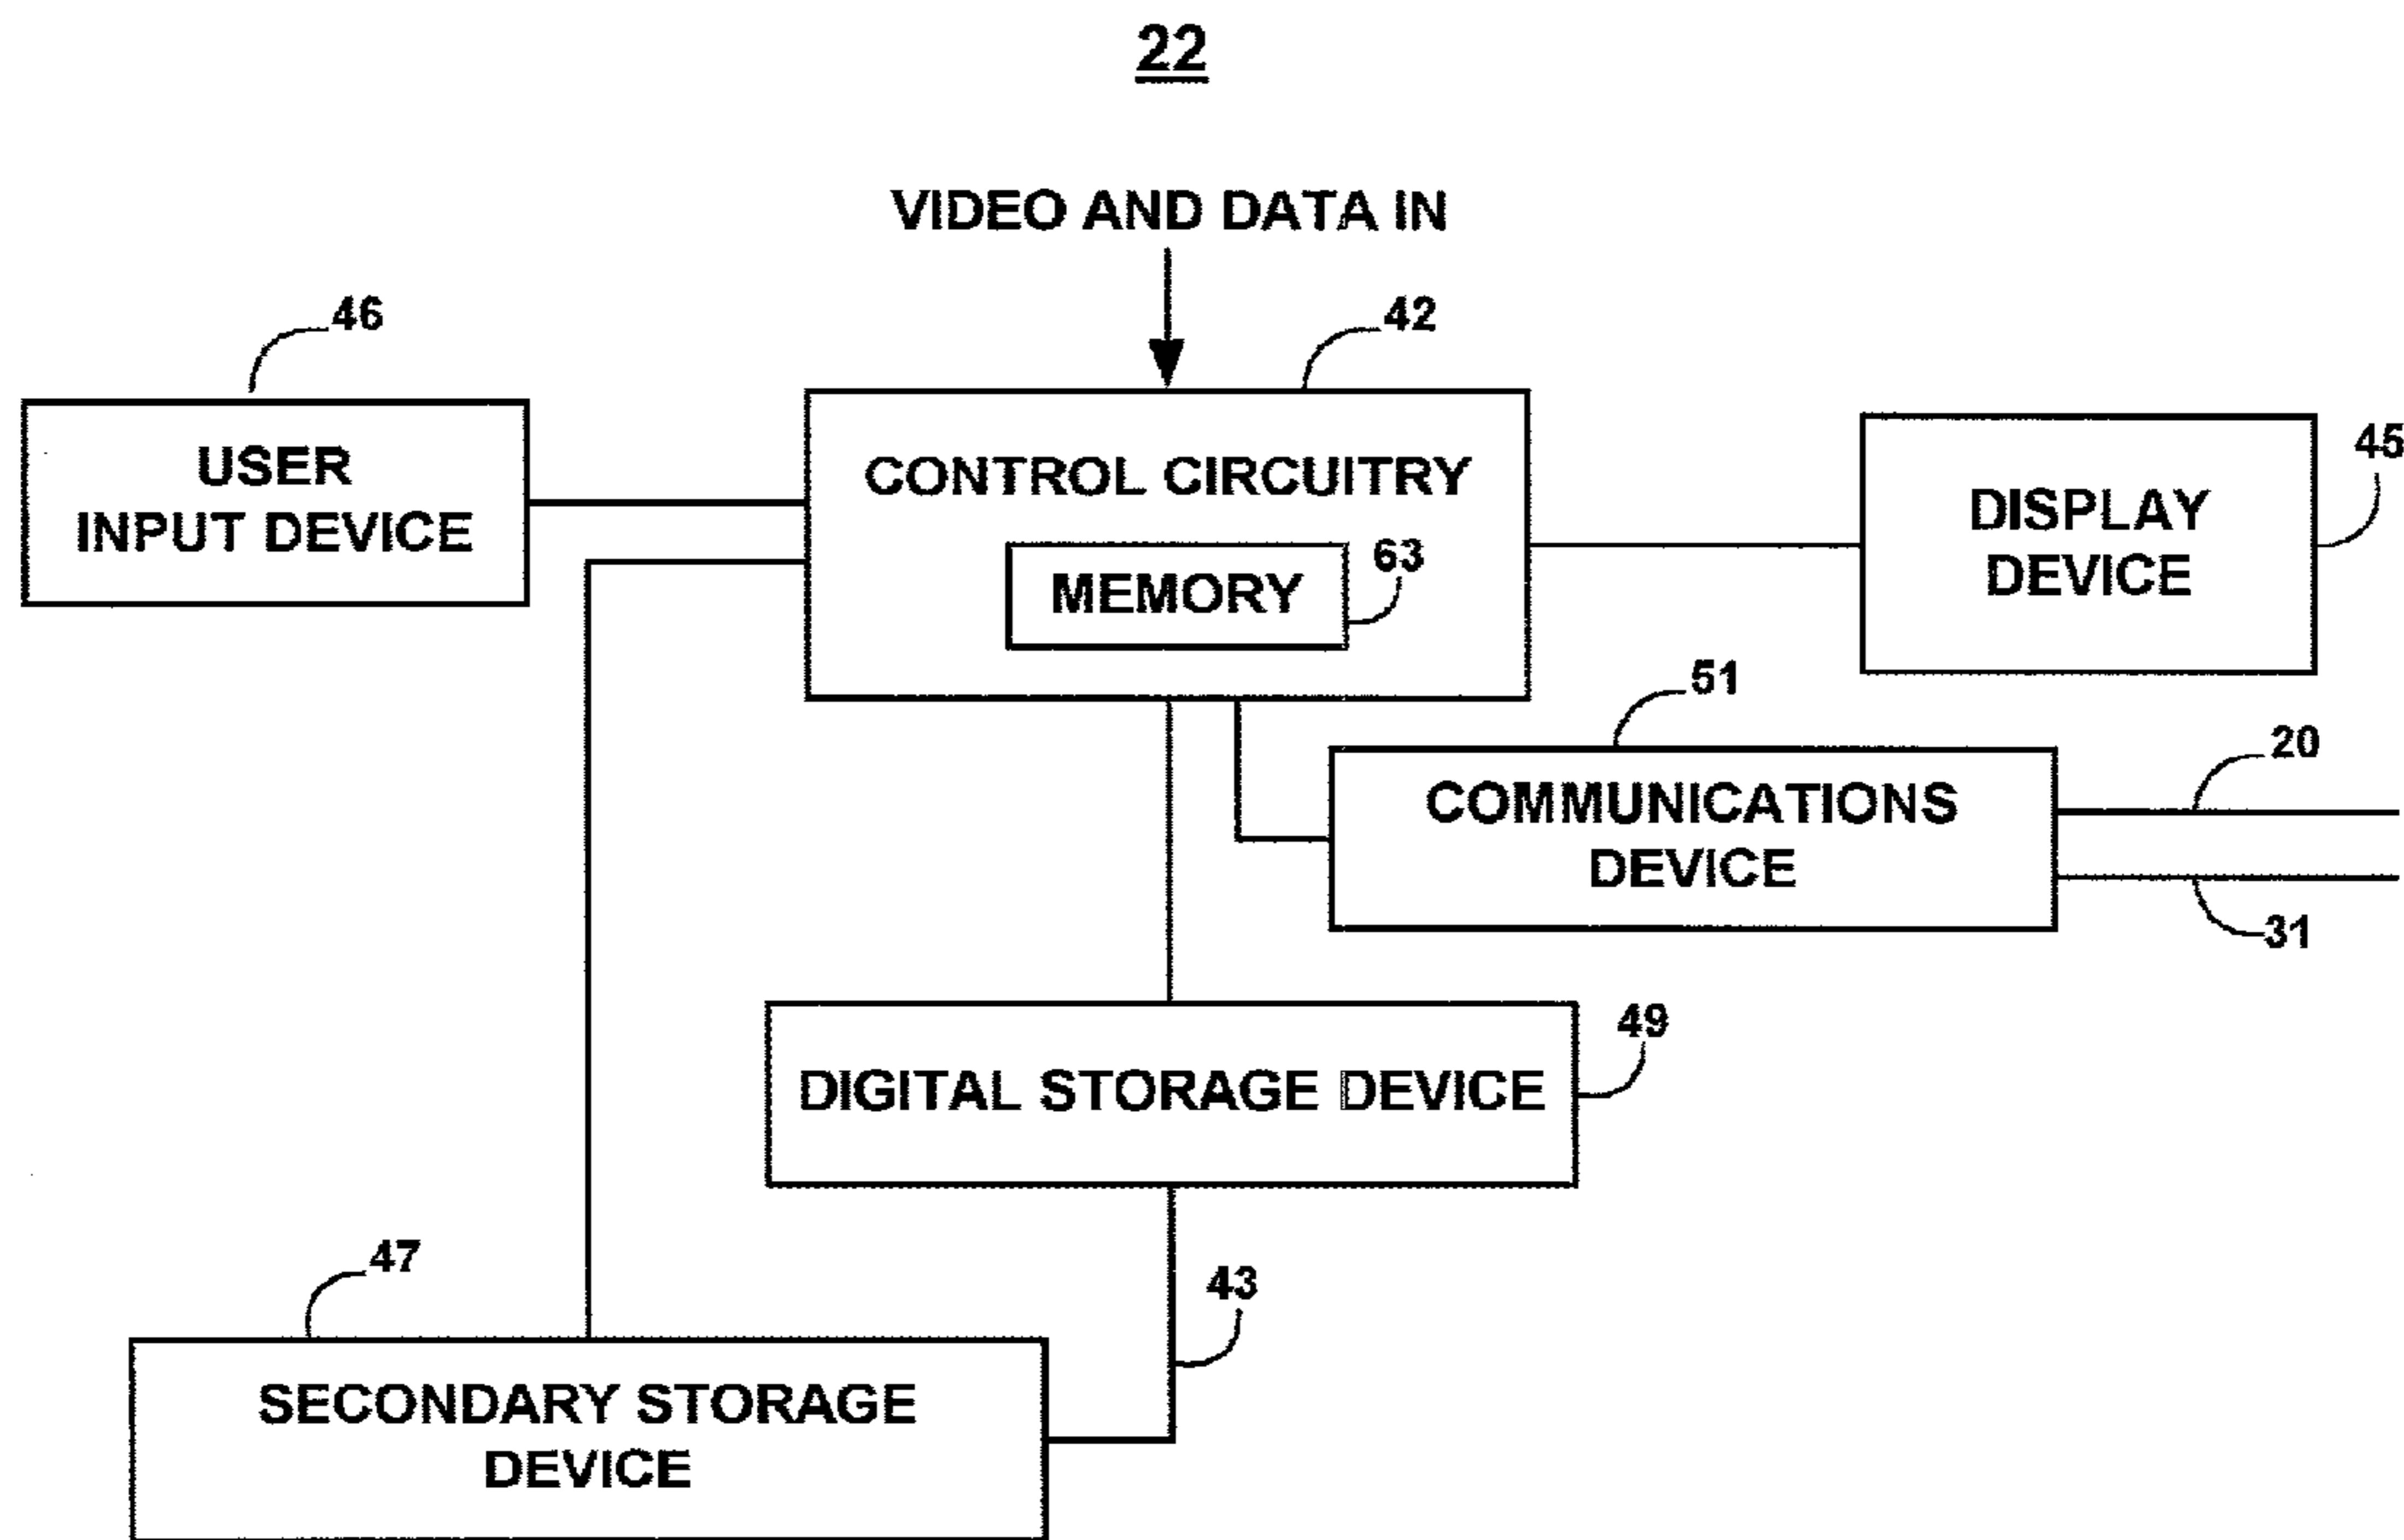 22
VIDEO AND DATA IN
46
42
USER
INPUT DEVICE
CONTROL CIRCUITRY
45
DISPLAY
DEVICE
MEMORY
63
51
COMMUNICATIONS
DEVICE
20
31
49
DIGITAL STORAGE DEVICE
47
43
SECONDARY STORAGE
DEVICE